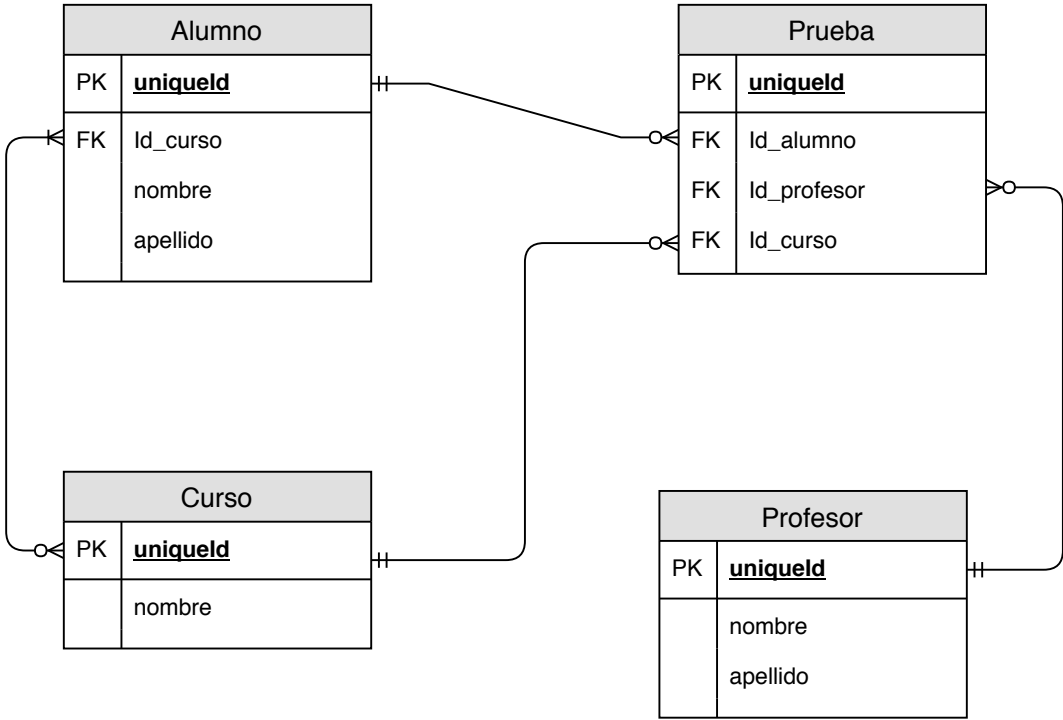 Alumno
PK uniqueId
FK Id_curso
nombre
apellido
Prueba
PK uniqueId
FK Id_alumno
FK Id_profesor
FK Id_curso
Curso
PK uniqueId
nombre
Profesor
PK uniqueId
nombre
apellido